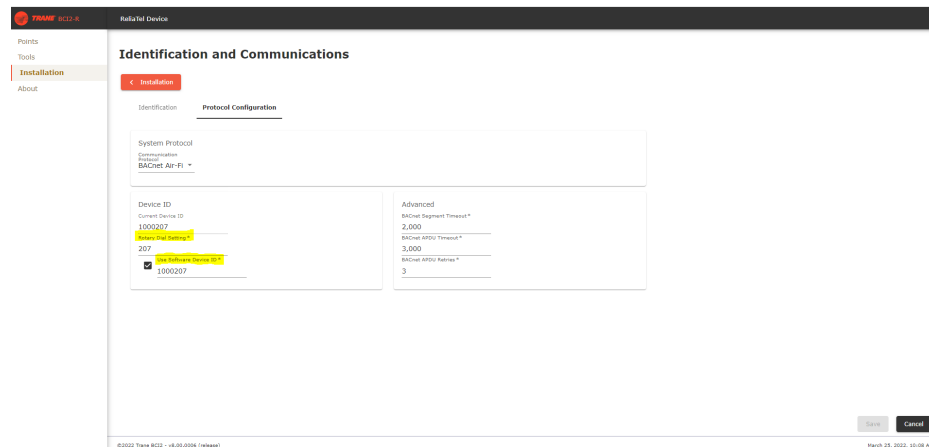 TRANE BCI2-R
ReliaTel Device
Points
Tools
Installation
About
Identification and Communications
< Installation
Identification
Protocol Configuration
System Protocol
Communication
Protocol
BACnet Air-Fi
Device ID
Current Device ID
1000207
Rotary Dial Setting *
207
Use Software Device ID *
1000207
Advanced
BACnet Segment Timeout *
2,000
BACnet APDU Timeout *
3,000
BACnet APDU Retries *
3
Save
Cancel
©2022 Trane BCI2 - v8.00.0006 (release)
March 25, 2022, 10:08 A